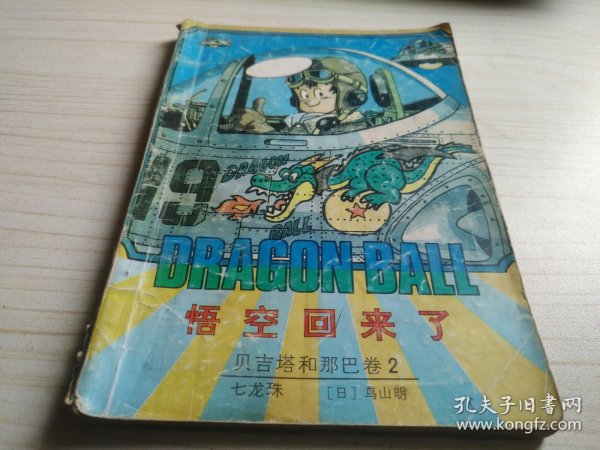 19
DRAGON
BALL
DRAGON BALL
悟空回来了
贝吉塔和那巴卷2
七龙珠 [日]鸟山明
孔夫子旧书网
www.kongfz.com